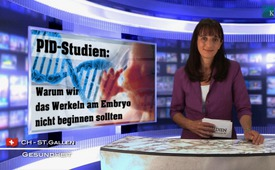 PID-Studien:
Warum wir
das Werkeln am Embryo
nicht beginnen sollten
K
CH - ST.GALLEN
GESUNDHEIT